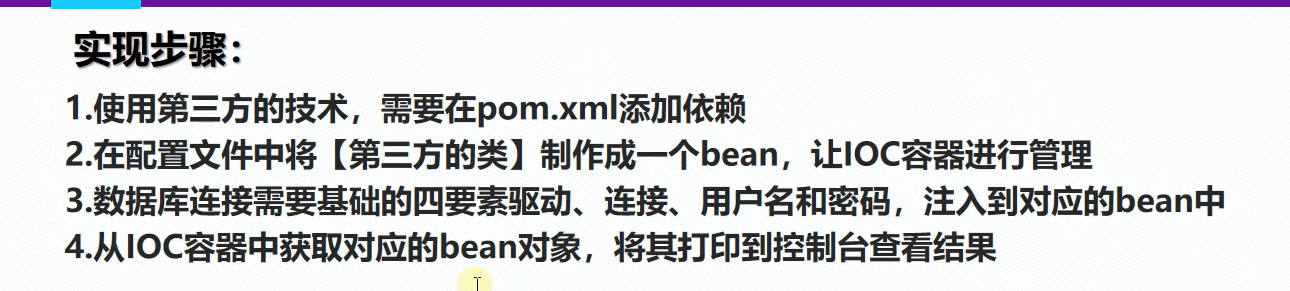 实现步骤：
1.使用第三方的技术，需要在pom.xml添加依赖
2.在配置文件中将【第三方的类】制作成一个bean，让IOC容器进行管理
3.数据库连接需要基础的四要素驱动、连接、用户名和密码，注入到对应的bean中
4.从IOC容器中获取对应的bean对象，将其打印到控制台查看结果